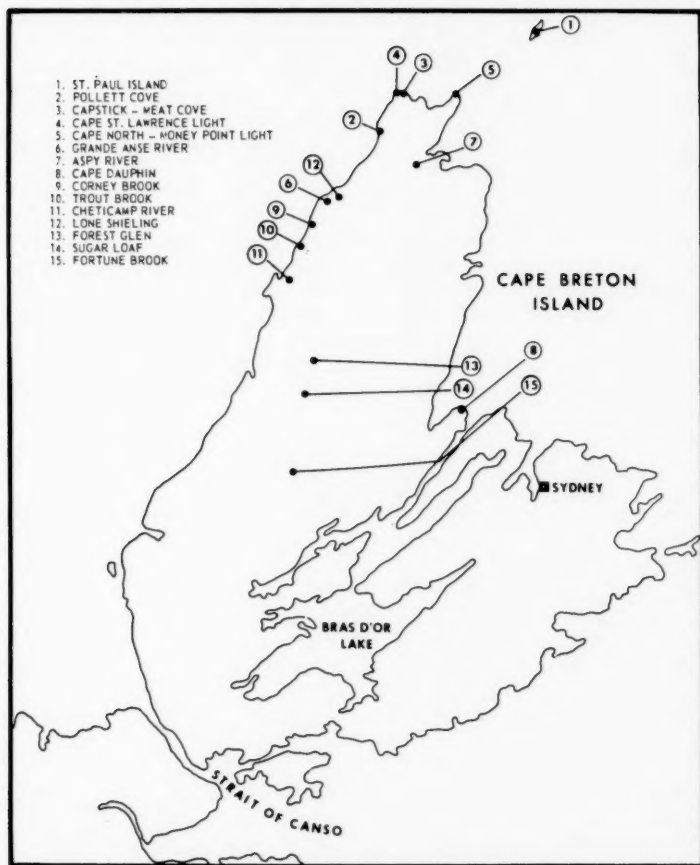 1. ST. PAUL ISLAND
2. POLLETT COVE
3. CAPSTICK – MEAT COVE
4. CAPE ST. LAWRENCE LIGHT
5. CAPE NORTH – MONEY POINT LIGHT
6. GRANDE ANSE RIVER
7. ASPY RIVER
8. CAPE DAUPHIN
9. CORNEY BROOK
10. TROUT BROOK
11. CHETICAMP RIVER
12. LONE SHIELING
13. FOREST GLEN
14. SUGAR LOAF
15. FORTUNE BROOK
1
4
3
5
2
7
12
6
9
10
11
CAPE BRETON
ISLAND
8
13
14
15
SYDNEY
BRAS D'OR
LAKE
STRAIT OF CANSO